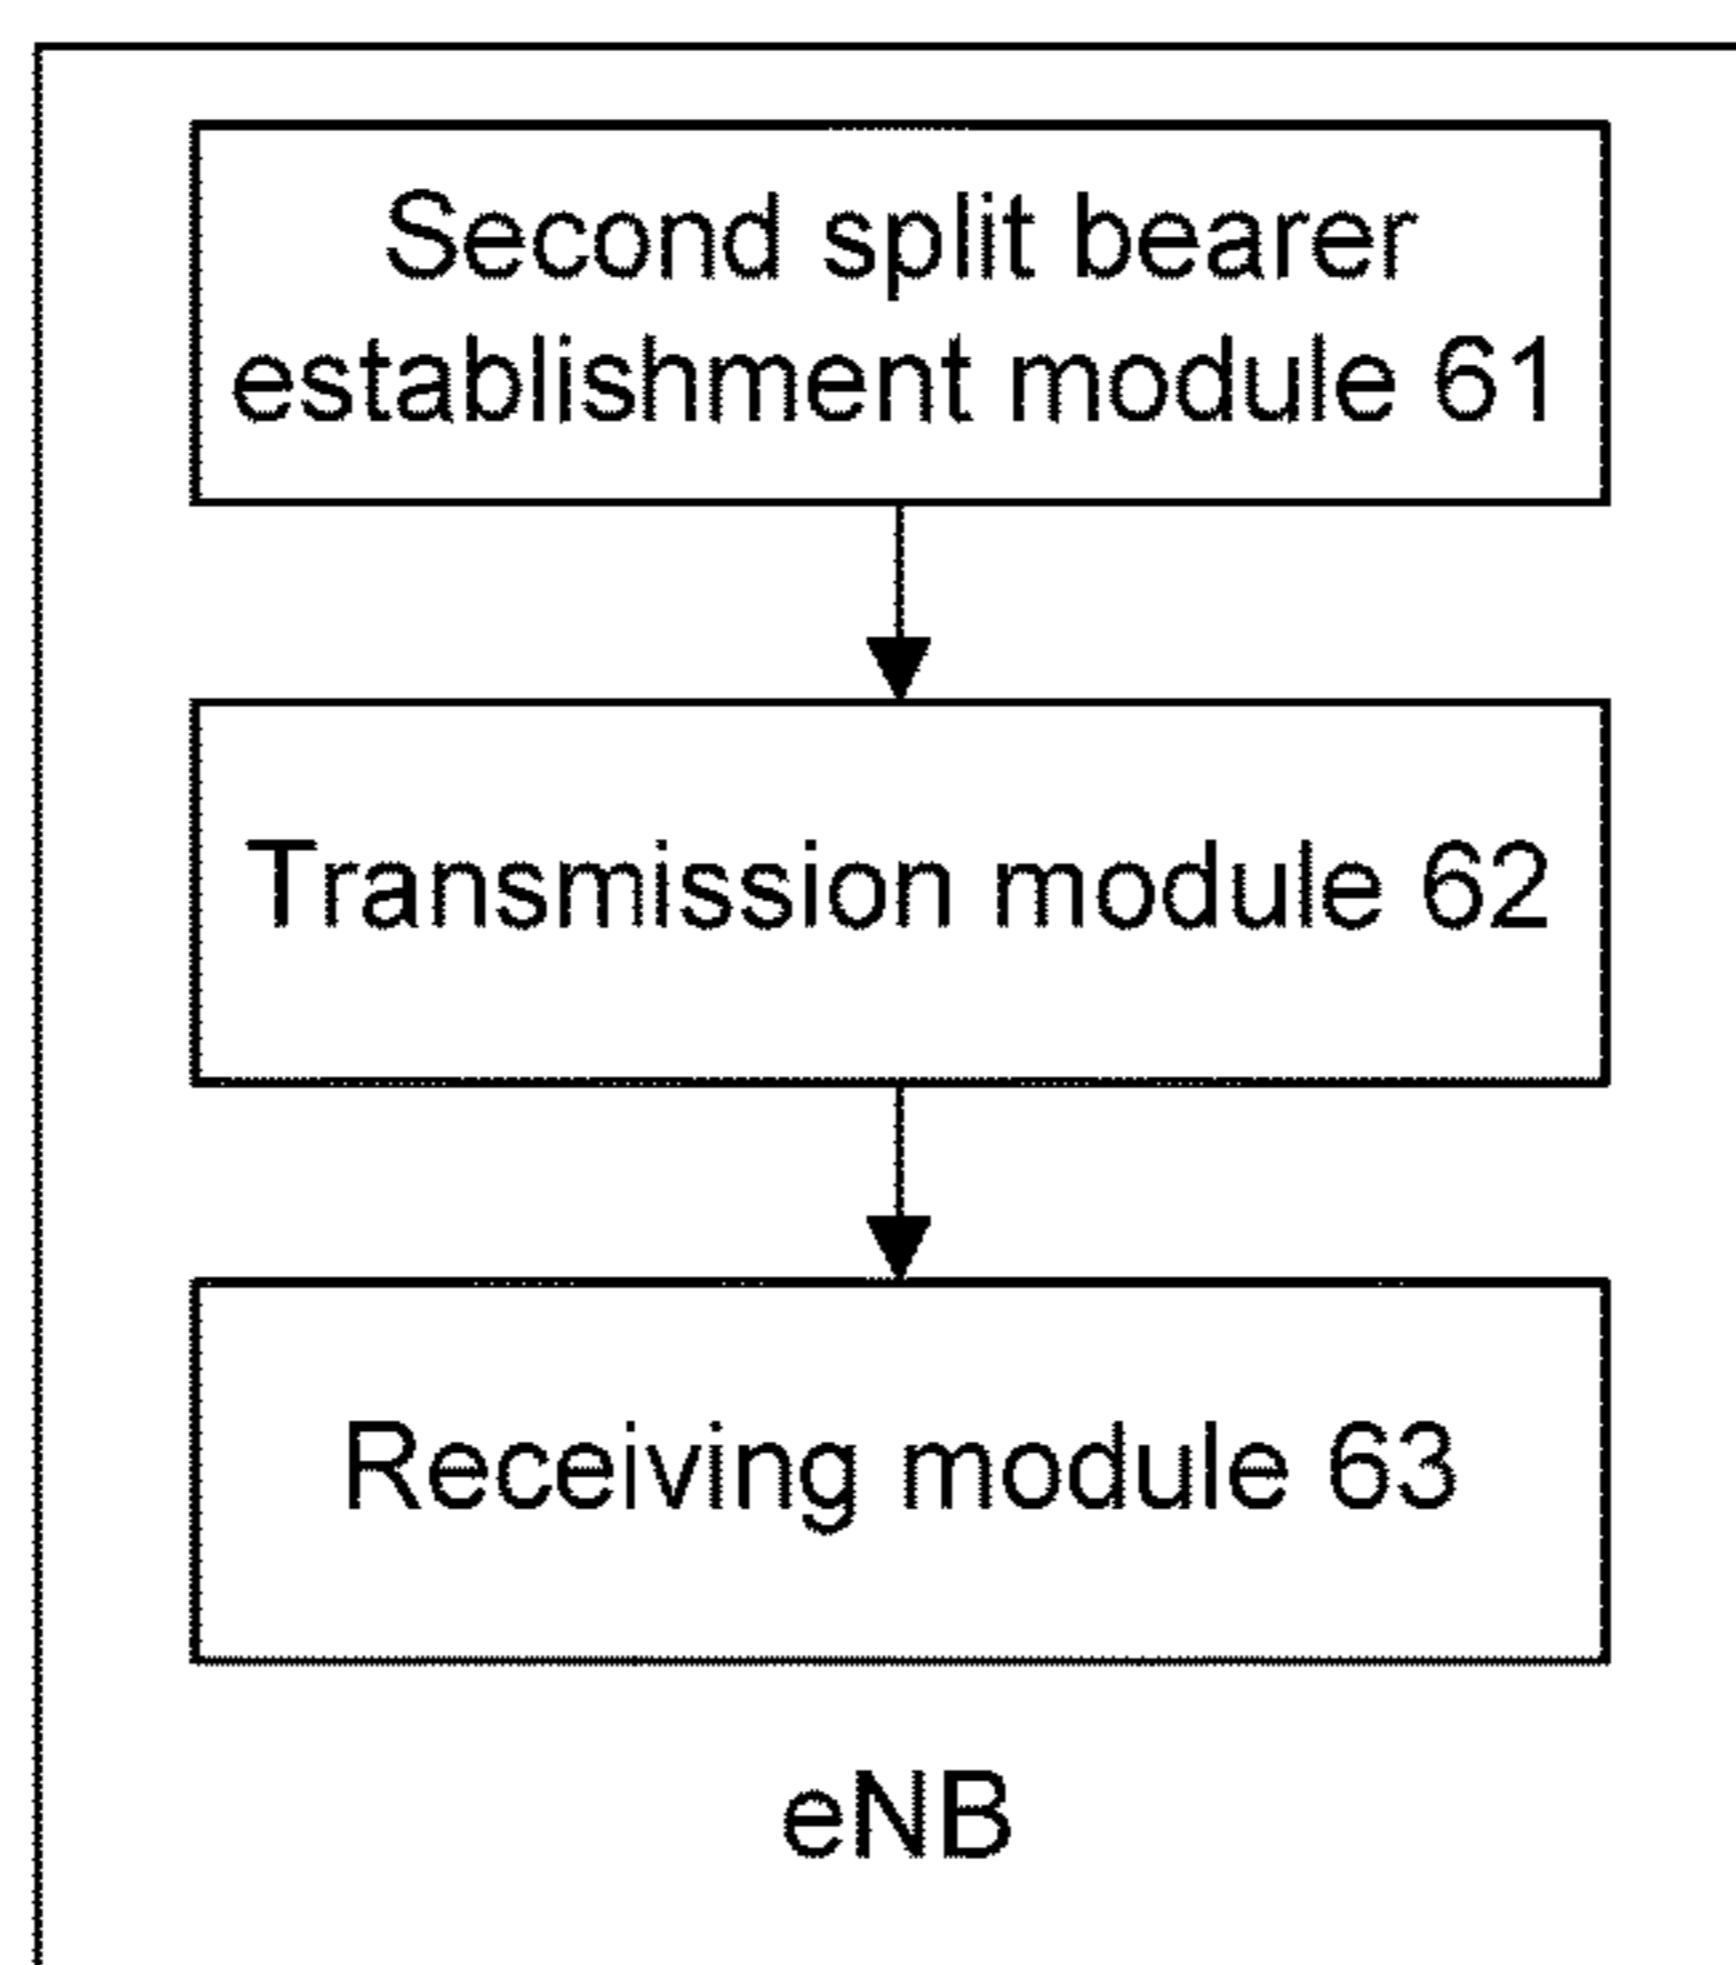 Second split bearer
establishment module 61
Transmission module 62
Receiving module 63
eNB